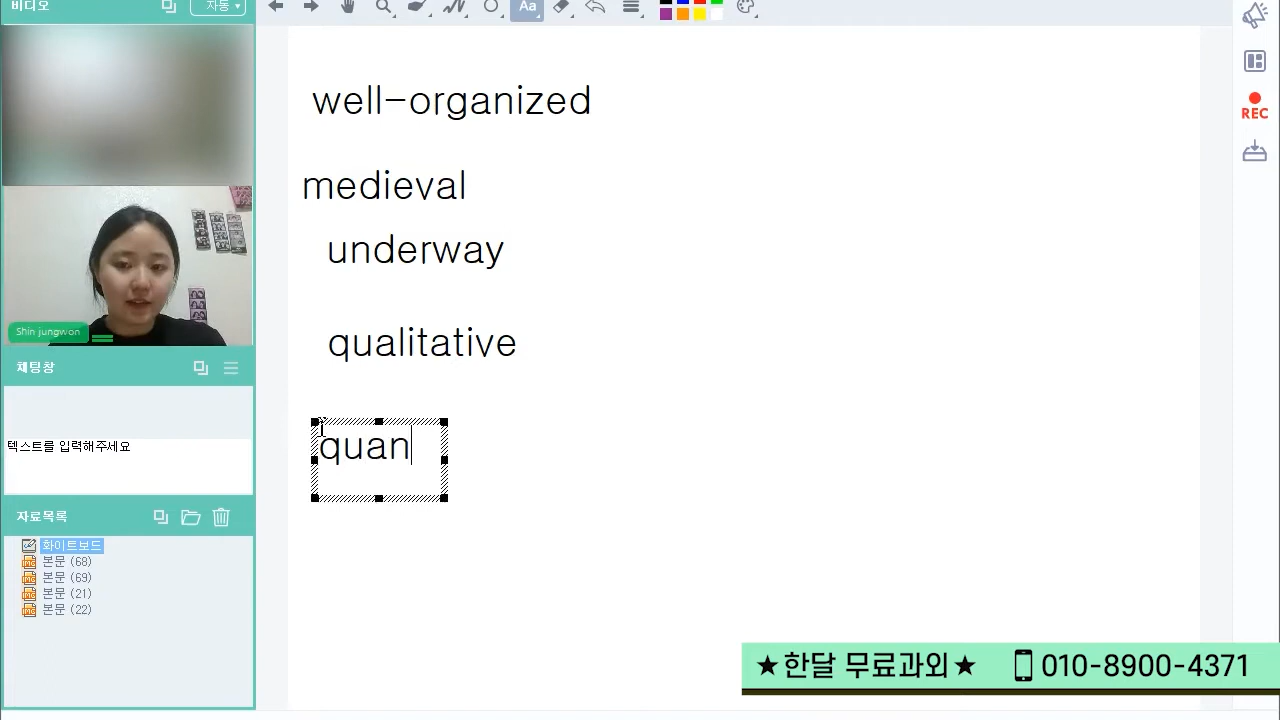 비디오
자동
Aa
well-organized
medieval
underway
qualitative
quan
Shin jungwon
채팅창
텍스트를 입력해주세요
자료목록
화이트보드
본문 (68)
본문 (69)
본문 (21)
본문 (22)
REC
★한달 무료과외★ 010-8900-4371